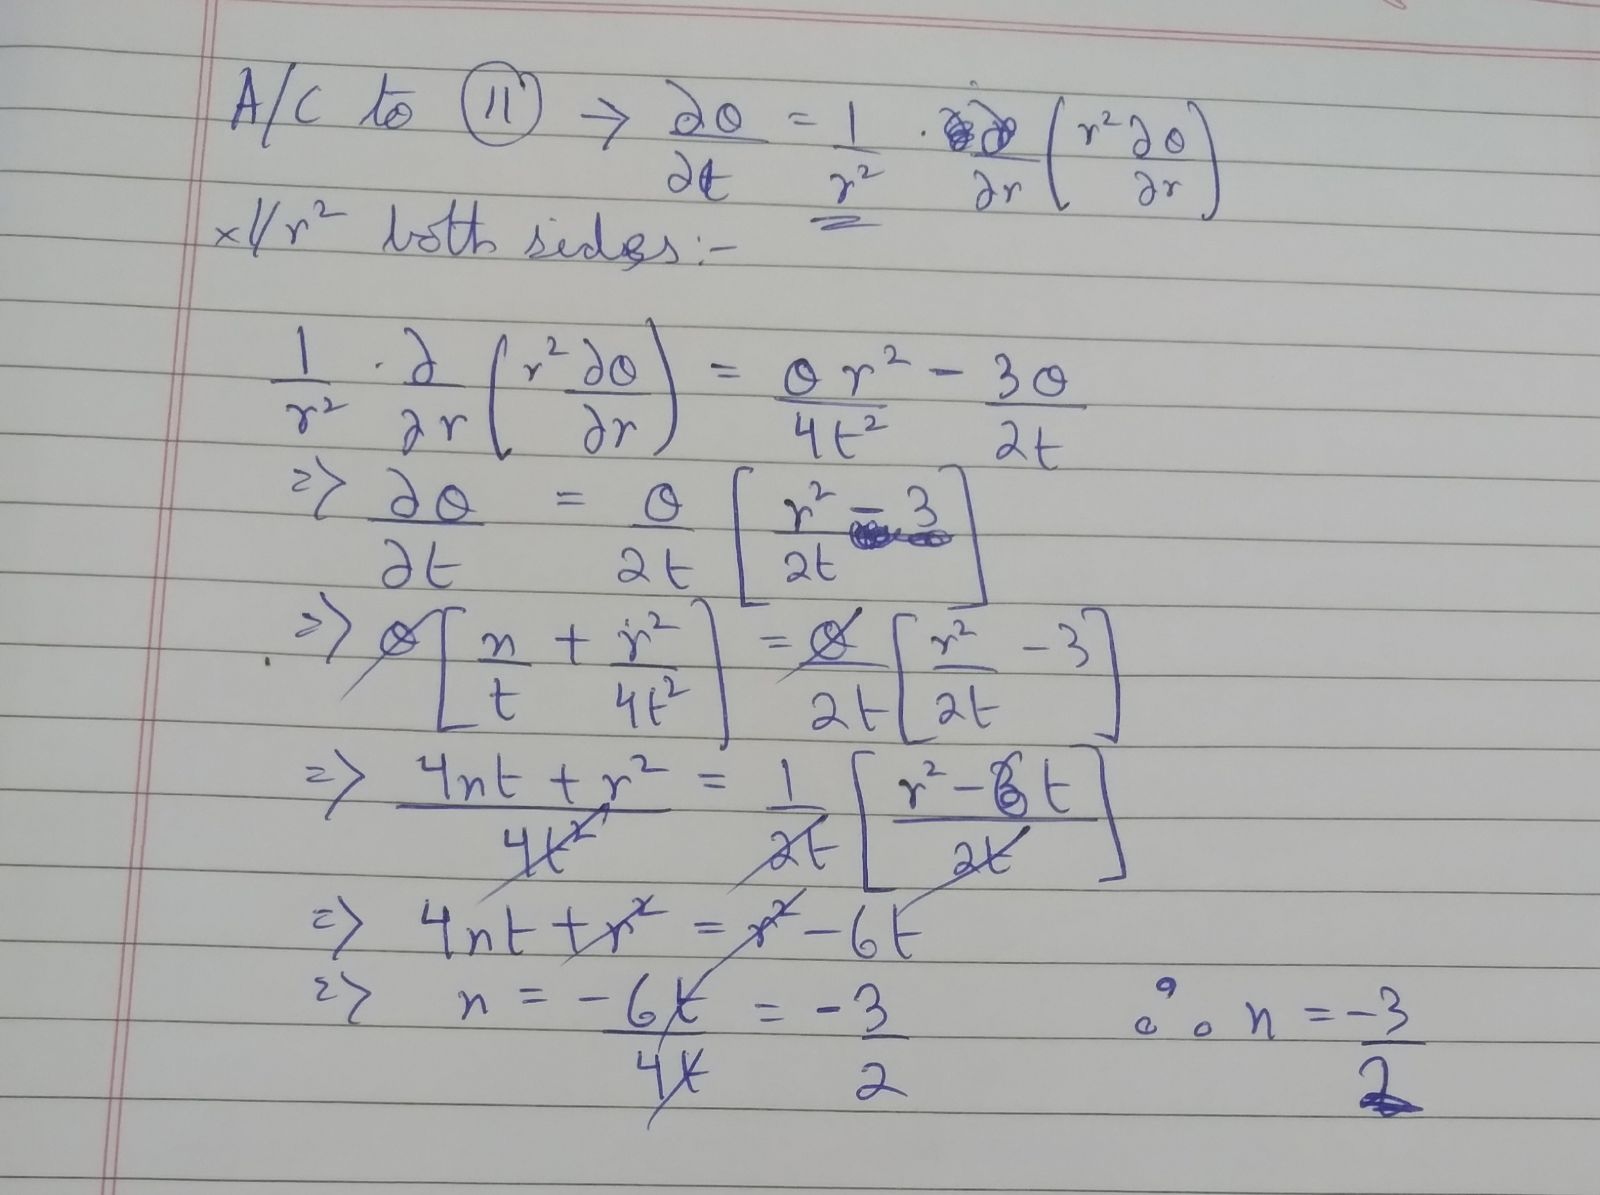 A/C to (11) → ∂θ/∂t = 1/r² · ∂/∂r (r² ∂θ/∂r)
x1/r² both sides :-
1/r² · ∂/∂r (r² ∂θ/∂r) = θr²/4t² - 3θ/2t
=> ∂θ/∂t = θ/2t [r²/2t - 3]
=> θ[n/t + r²/4t²] = θ/2t [r²/2t - 3]
=> 4nt + r²/4t² = 1/2t [r² - 6t/2t]
=> 4nt + r² = r² - 6t
=> n = -6t/4t = -3/2 ∴ n = -3/2